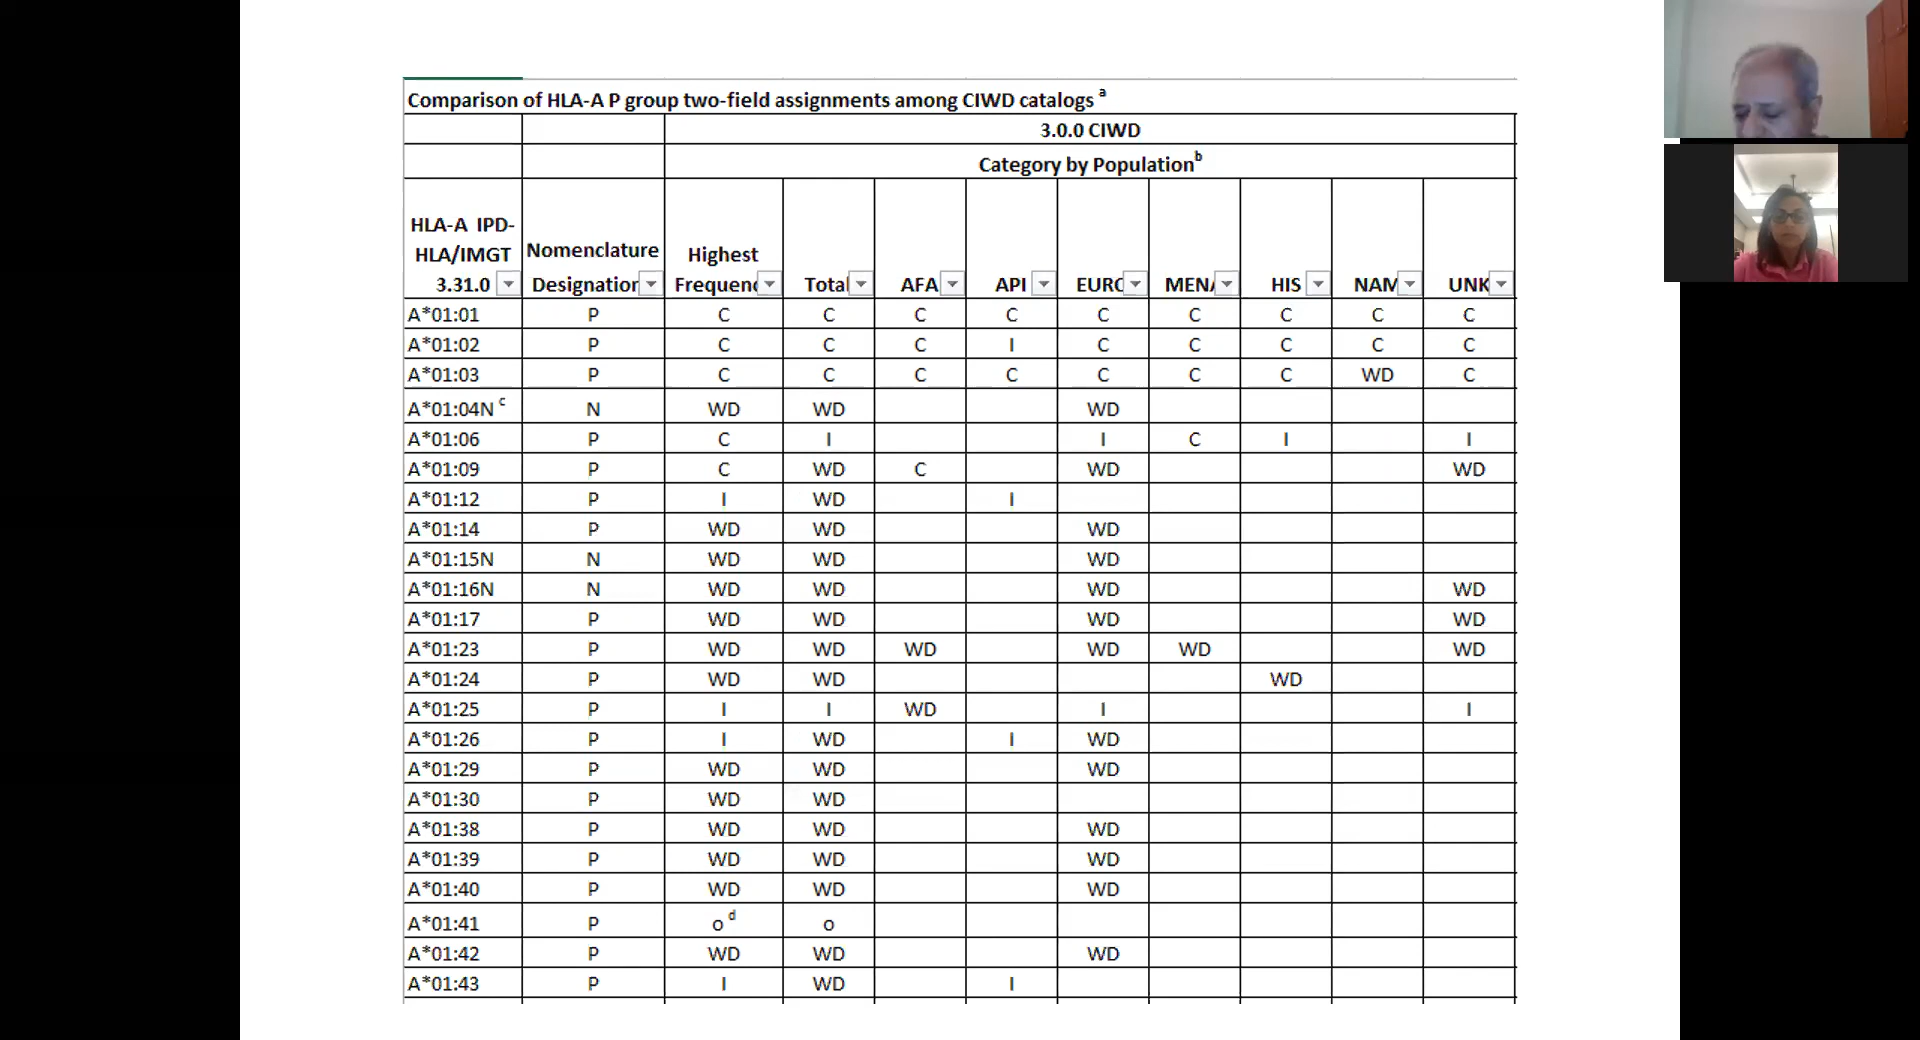 Comparison of HLA-A P group two-field assignments among CIWD catalogs a
3.0.0 CIWD
Category by Population b
HLA-A IPD-HLA/IMGT 3.31.0 Nomenclature Designation Highest Frequenc Total AFA API EURO MENA HIS NAM UNK
A*01:01 P C C C C C C C C C
A*01:02 P C C C I C C C C C
A*01:03 P C C C C C C C WD C
A*01:04N c N WD WD WD
A*01:06 P C I I C I I
A*01:09 P C WD C WD WD
A*01:12 P I WD I
A*01:14 P WD WD WD
A*01:15N N WD WD WD
A*01:16N N WD WD WD WD
A*01:17 P WD WD WD WD
A*01:23 P WD WD WD WD WD WD
A*01:24 P WD WD WD
A*01:25 P I I WD I I
A*01:26 P I WD I WD
A*01:29 P WD WD WD
A*01:30 P WD WD
A*01:38 P WD WD WD
A*01:39 P WD WD WD
A*01:40 P WD WD WD
A*01:41 P o d o
A*01:42 P WD WD WD
A*01:43 P I WD I